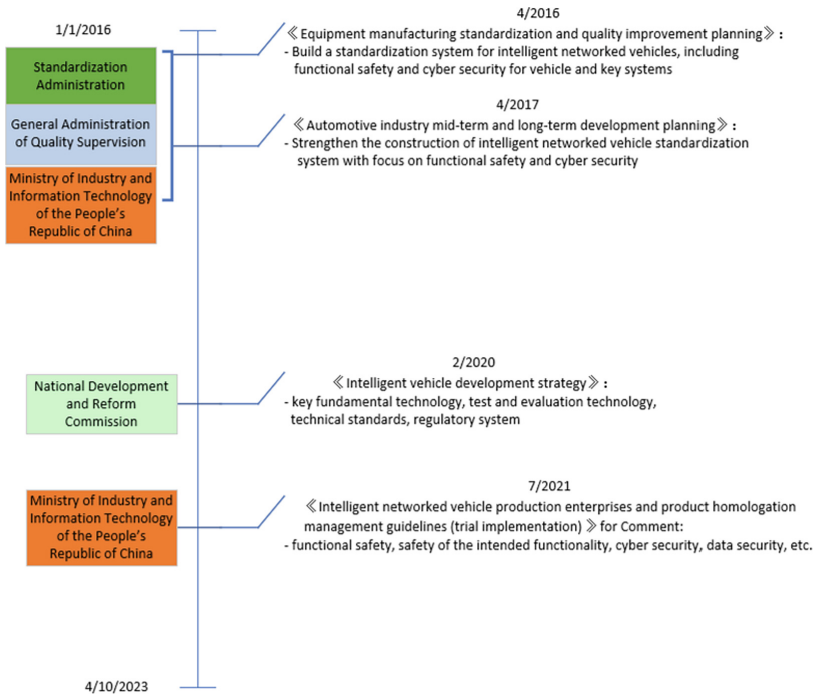 1/1/2016
Standardization
Administration
General Administration
of Quality Supervision
Ministry of Industry and
Information Technology
of the People's
Republic of China
4/2016
《Equipment manufacturing standardization and quality improvement planning》:
- Build a standardization system for intelligent networked vehicles, including
functional safety and cyber security for vehicle and key systems
4/2017
《Automotive industry mid-term and long-term development planning》:
- Strengthen the construction of intelligent networked vehicle standardization
system with focus on functional safety and cyber security
National Development
and Reform
Commission
2/2020
《Intelligent vehicle development strategy》:
- key fundamental technology, test and evaluation technology,
technical standards, regulatory system
Ministry of Industry and
Information Technology
of the People's
Republic of China
7/2021
《Intelligent networked vehicle production enterprises and product homologation
management guidelines (trial implementation) 》for Comment:
- functional safety, safety of the intended functionality, cyber security, data security, etc.
4/10/2023